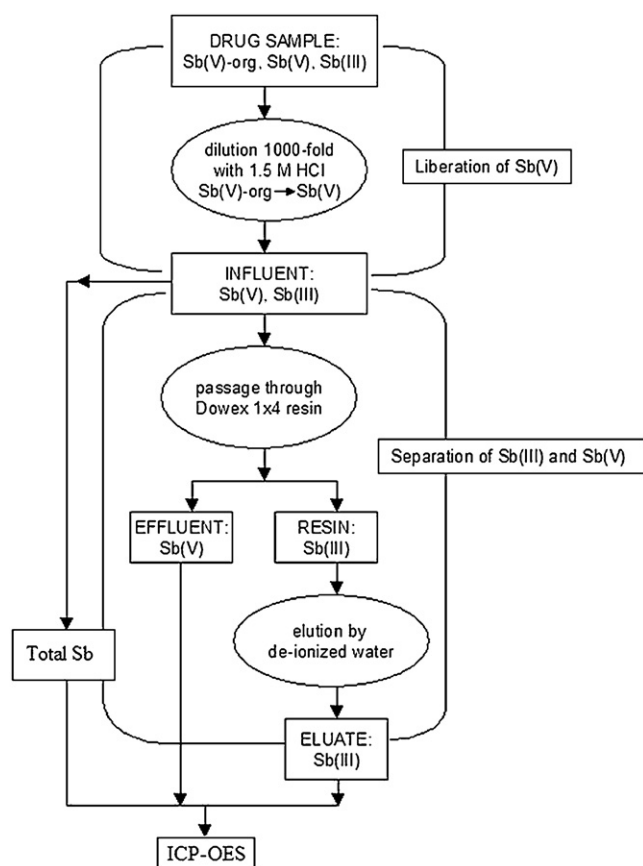 DRUG SAMPLE:
Sb(V)-org, Sb(V), Sb(III)
dilution 1000-fold
with 1.5 M HCl
Sb(V)-org→Sb(V)
Liberation of Sb(V)
INFLUENT:
Sb(V), Sb(III)
passage through
Dowex 1x4 resin
Separation of Sb(III) and Sb(V)
EFFLUENT:
Sb(V)
RESIN:
Sb(III)
elution by
de-ionized water
Total Sb
ELUATE:
Sb(III)
ICP-OES